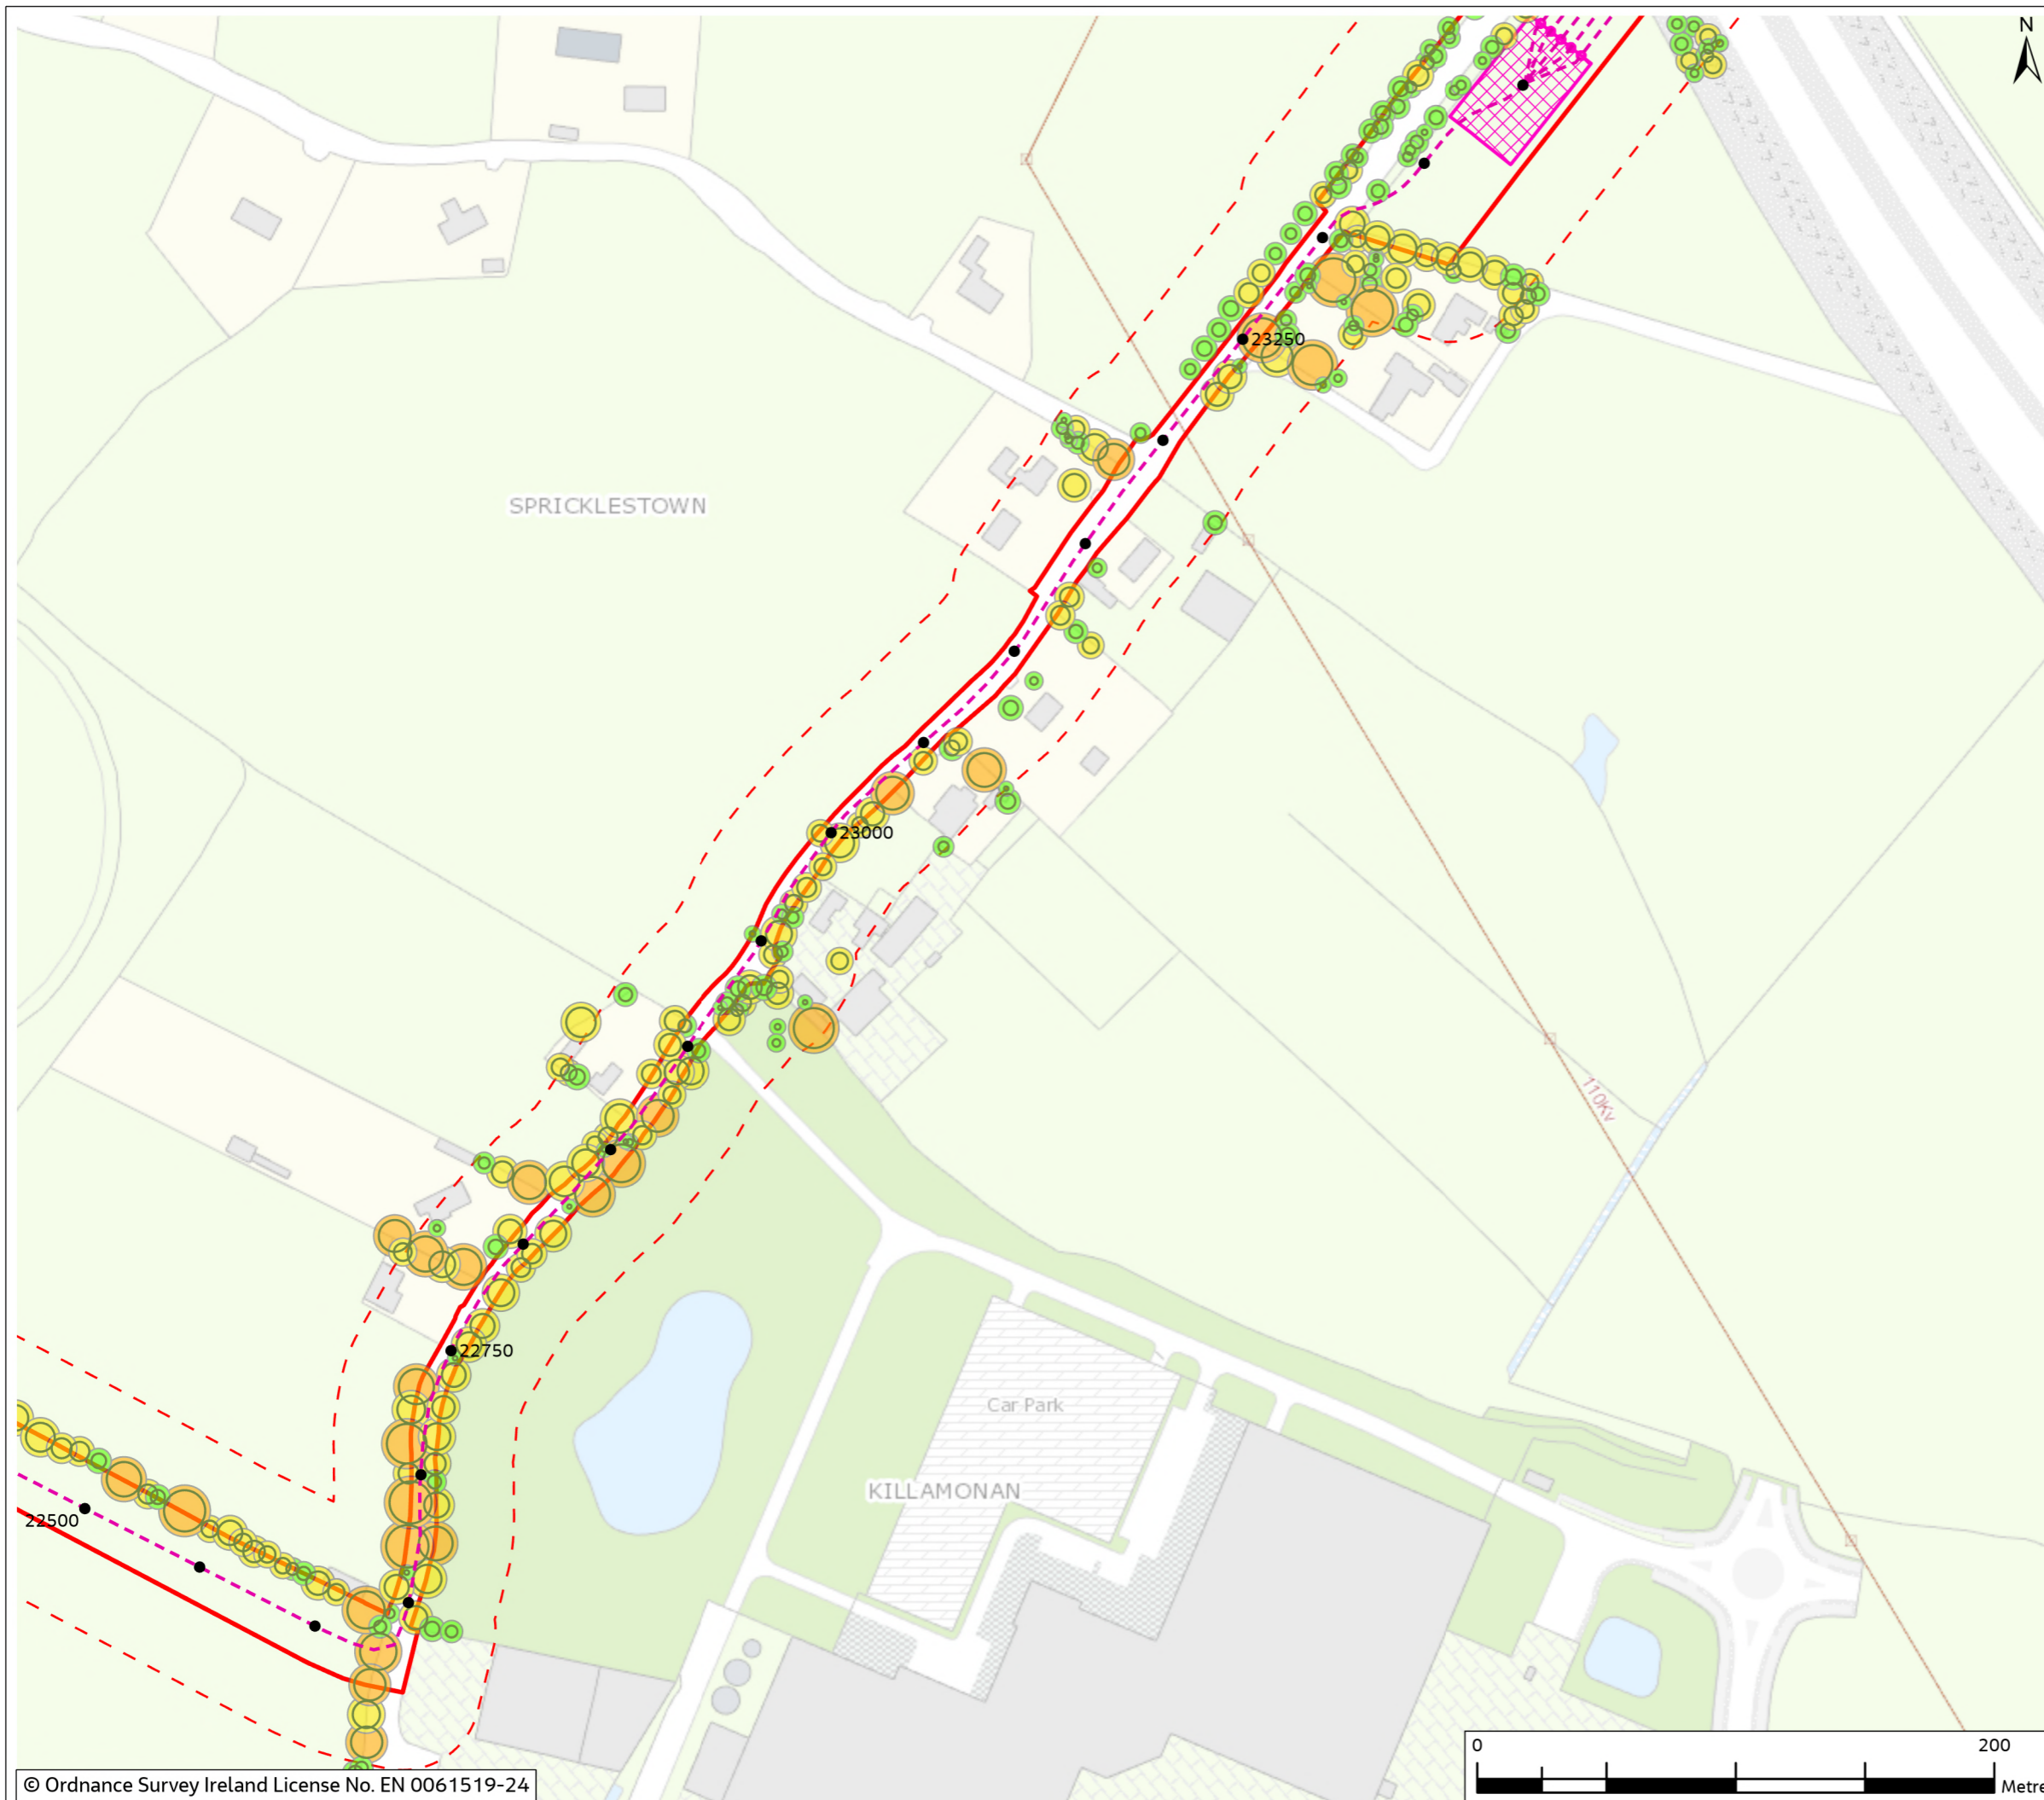 N
23250
SPRICKLESTOWN
23000
110Kv
22750
Car Park
KILLAMONAN
22500
0 200
Metre
© Ordnance Survey Ireland License No. EN 0061519-24